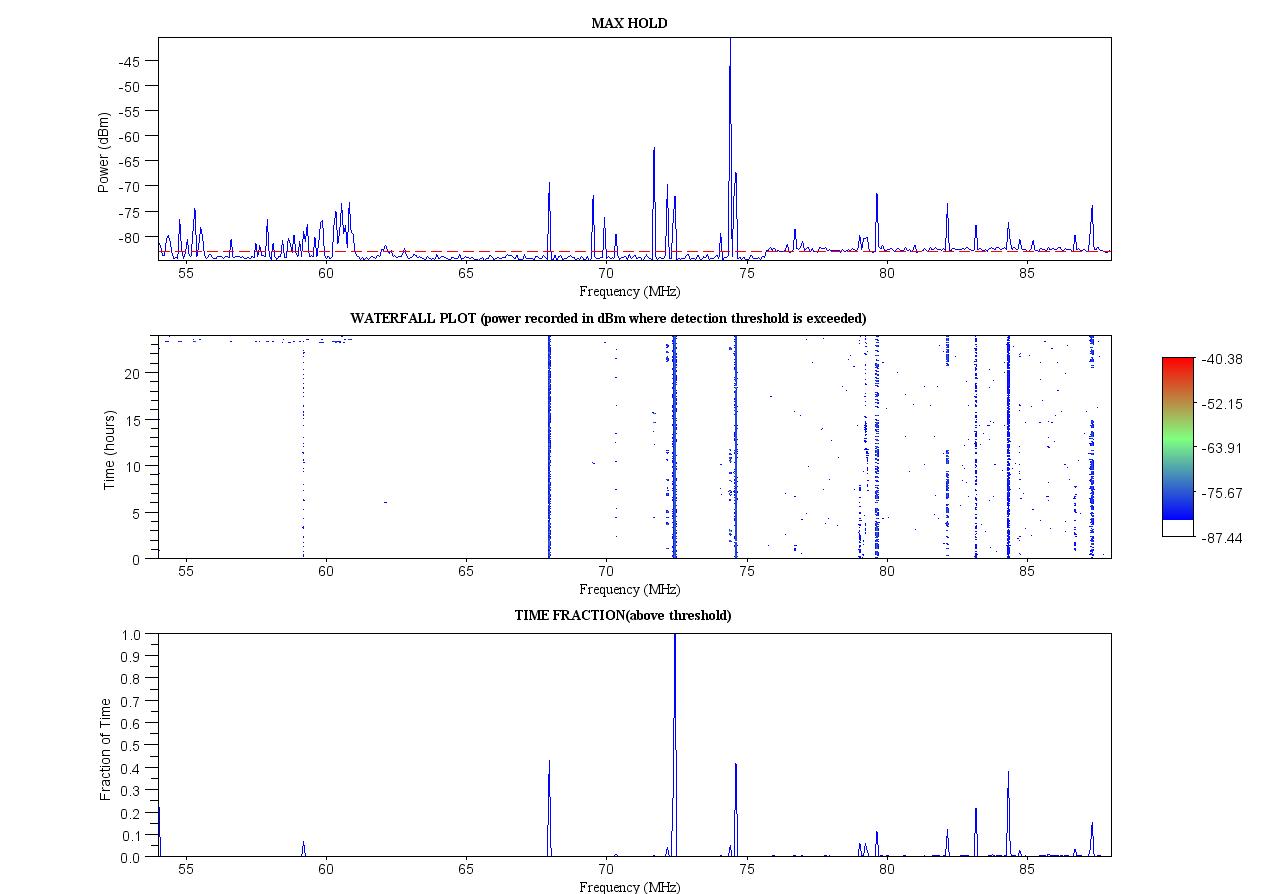 MAX HOLD
-45
-50
-55
-60
-65
-70
-75
-80
Power (dBm)
55 60 65 70 75 80 85
Frequency (MHz)
WATERFALL PLOT (power recorded in dBm where detection threshold is exceeded)
20
15
10
5
0
Time (hours)
55 60 65 70 75 80 85
Frequency (MHz)
-40.38
-52.15
-63.91
-75.67
-87.44
TIME FRACTION(above threshold)
1.0
0.9
0.8
0.7
0.6
0.5
0.4
0.3
0.2
0.1
0.0
Fraction of Time
55 60 65 70 75 80 85
Frequency (MHz)